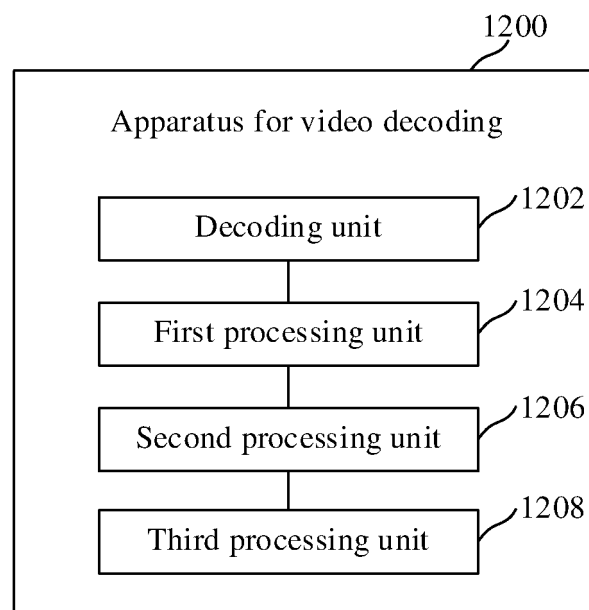 1200
Apparatus for video decoding
1202
Decoding unit
1204
First processing unit
1206
Second processing unit
1208
Third processing unit